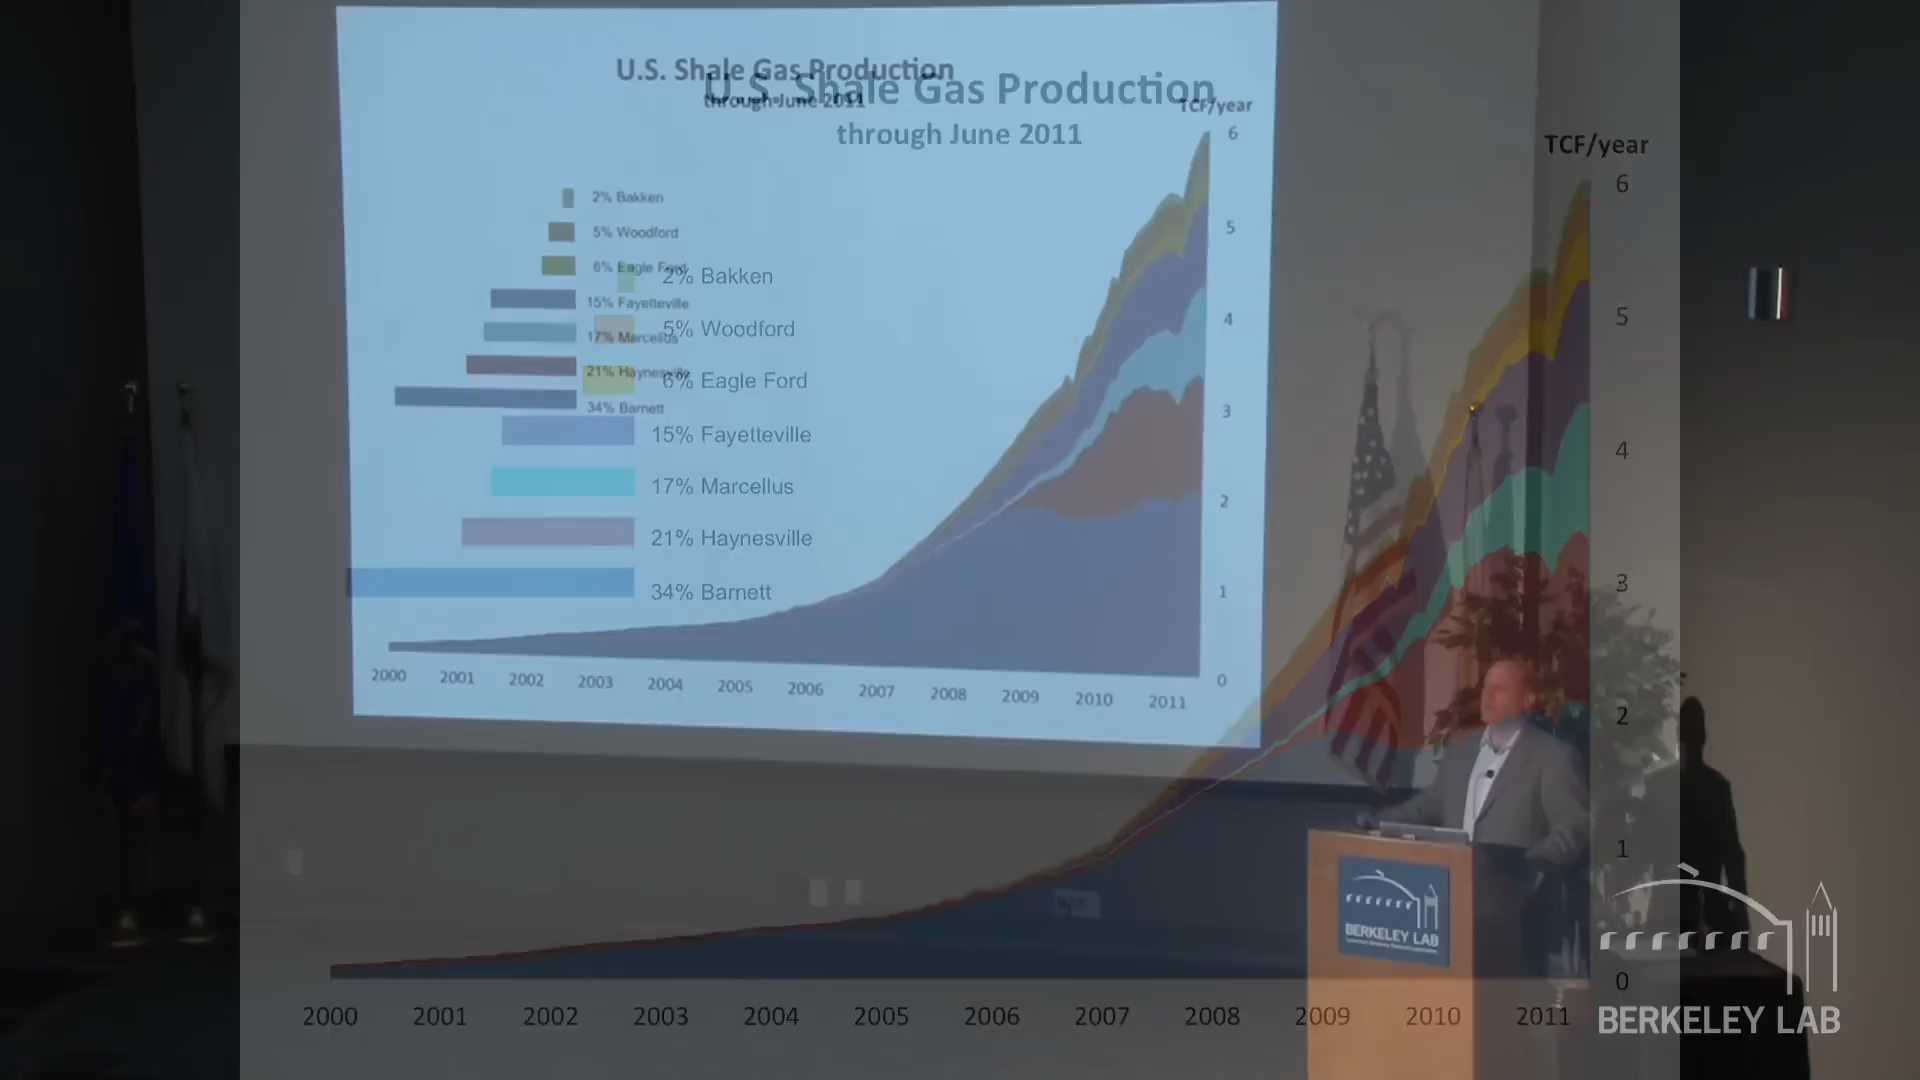 U.S. Shale Gas Production
through June 2011
TCF/year
6
5
4
3
2
1
0
2% Bakken
5% Woodford
6% Eagle Ford
15% Fayetteville
17% Marcellus
21% Haynesville
34% Barnett
2000 2001 2002 2003 2004 2005 2006 2007 2008 2009 2010 2011
U.S. Shale Gas Production
through June 2011
TCF/year
6
5
4
3
2
1
0
2% Bakken
5% Woodford
6% Eagle Ford
15% Fayetteville
17% Marcellus
21% Haynesville
34% Barnett
2000 2001 2002 2003 2004 2005 2006 2007 2008 2009 2010 2011
BERKELEY LAB
BERKELEY LAB